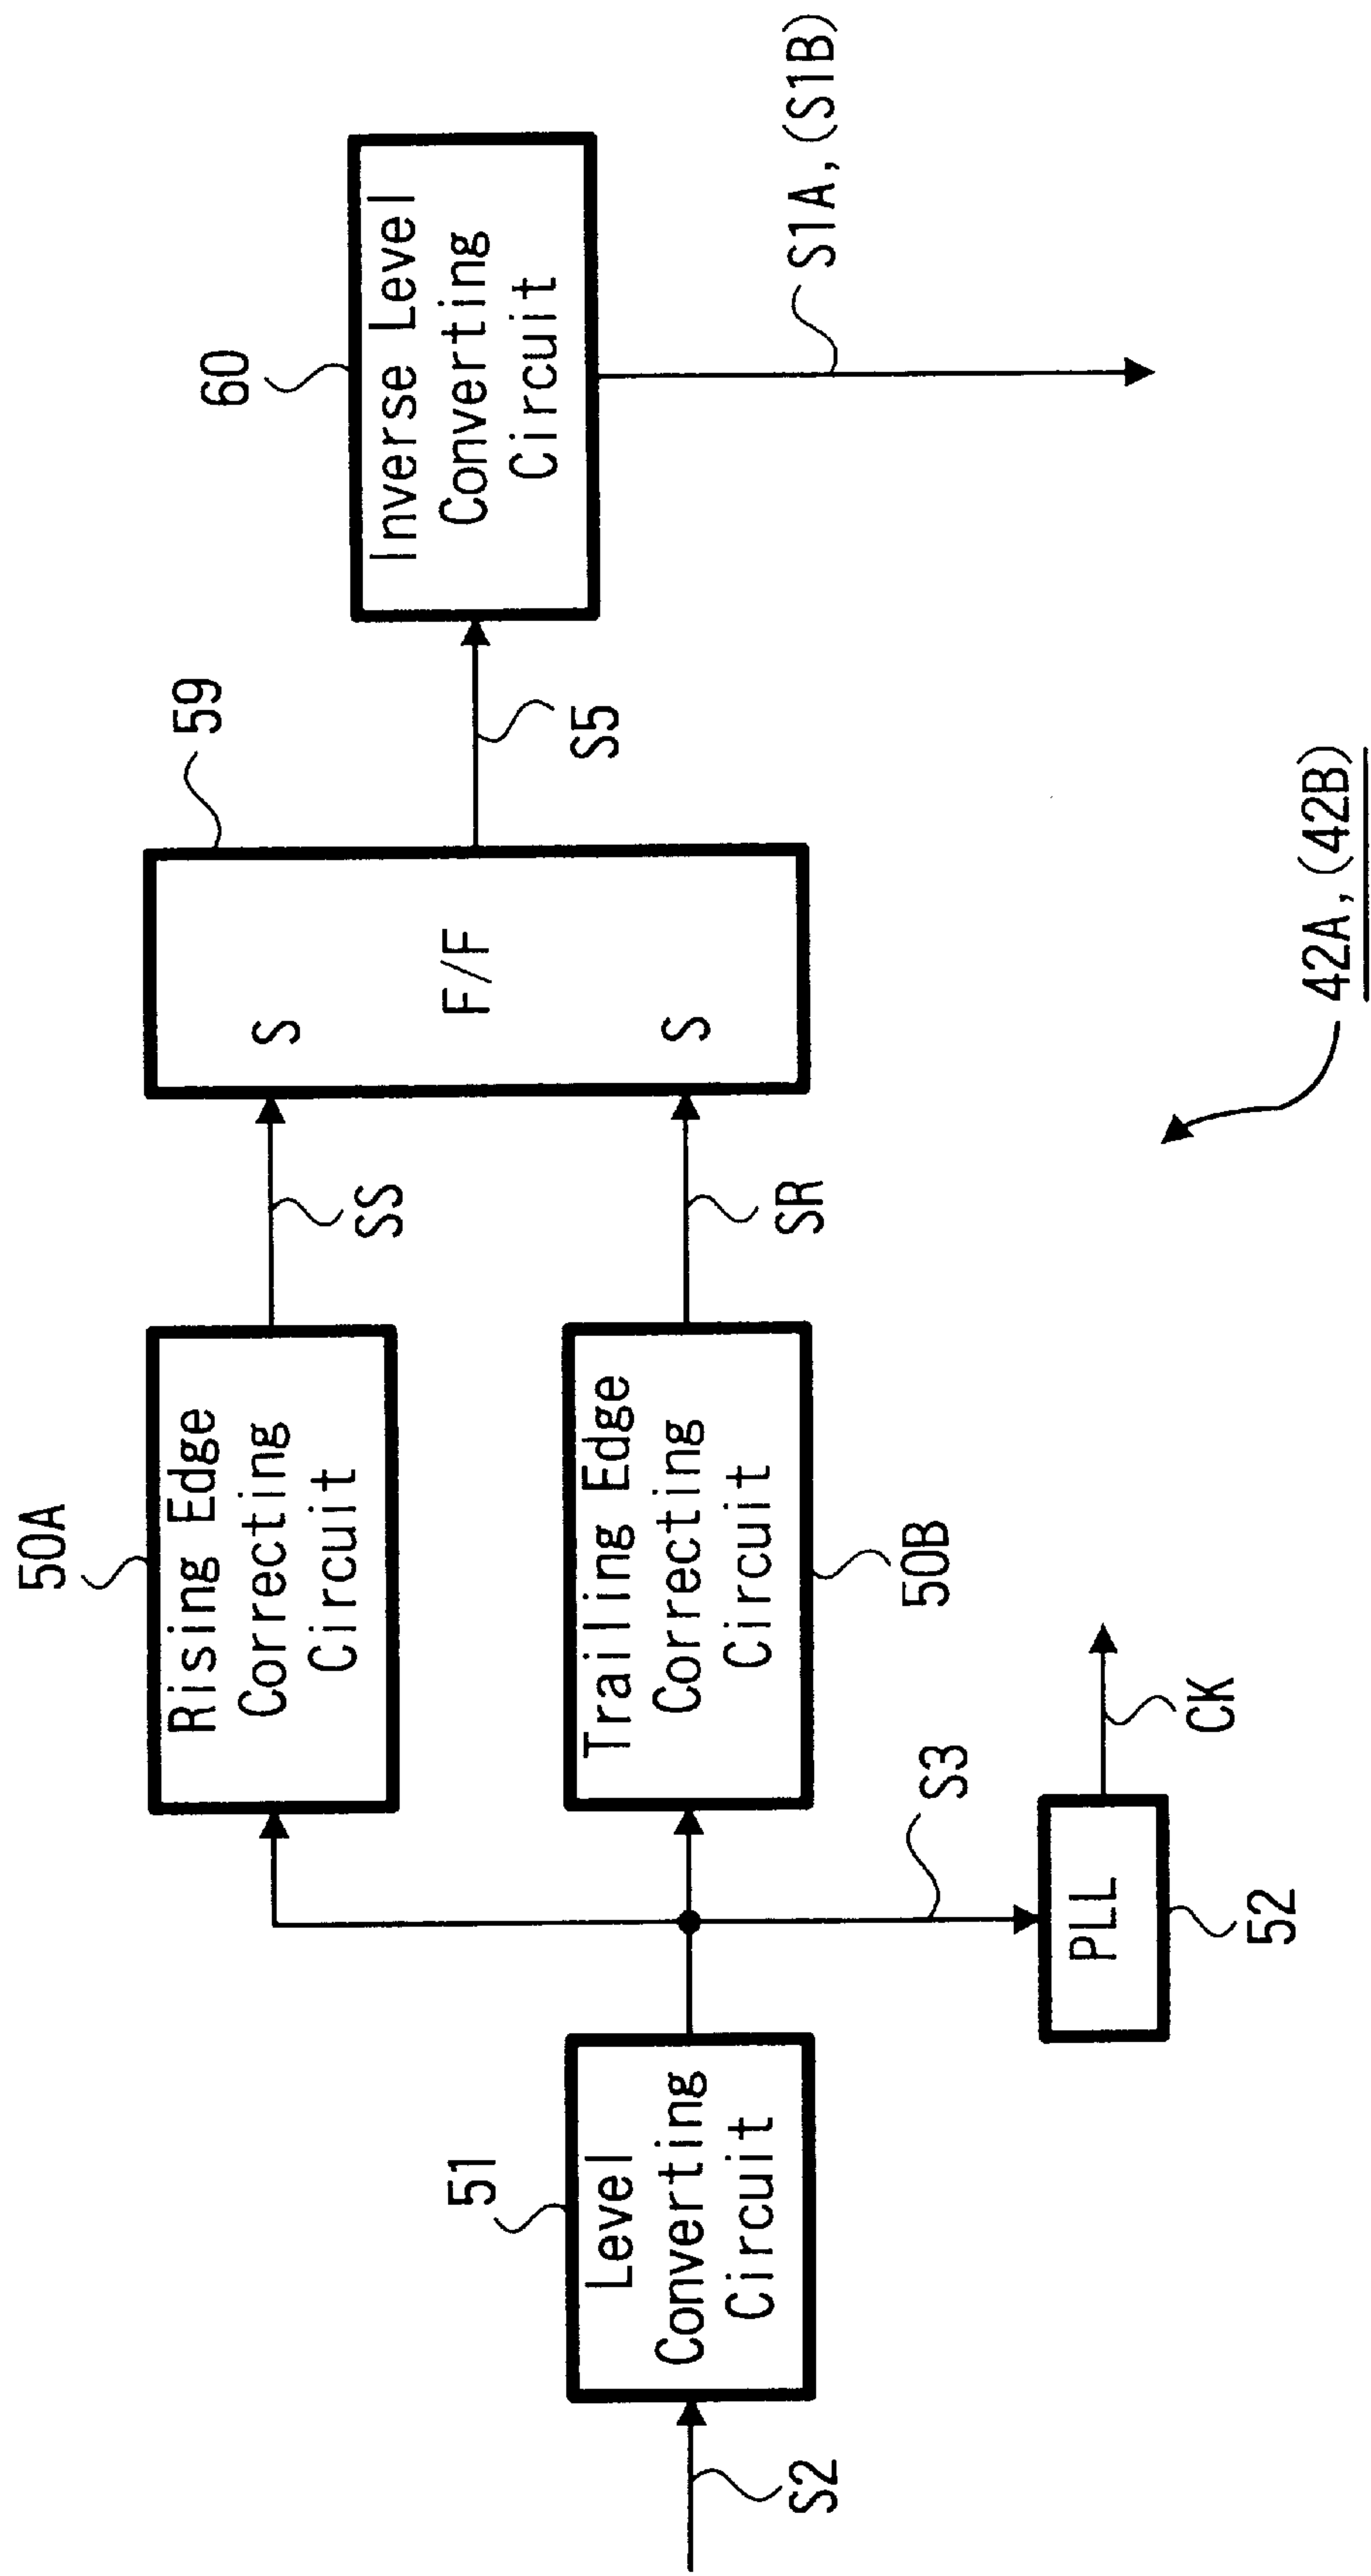 50A
Rising Edge
Correcting
Circuit
SS
59
S
F/F
S
60
Inverse Level
Converting
Circuit
S5
S1A,(S1B)
51
Level
Converting
Circuit
S2
Trailing Edge
Correcting
Circuit
50B
SR
S3
PLL
52
CK
42A,(42B)